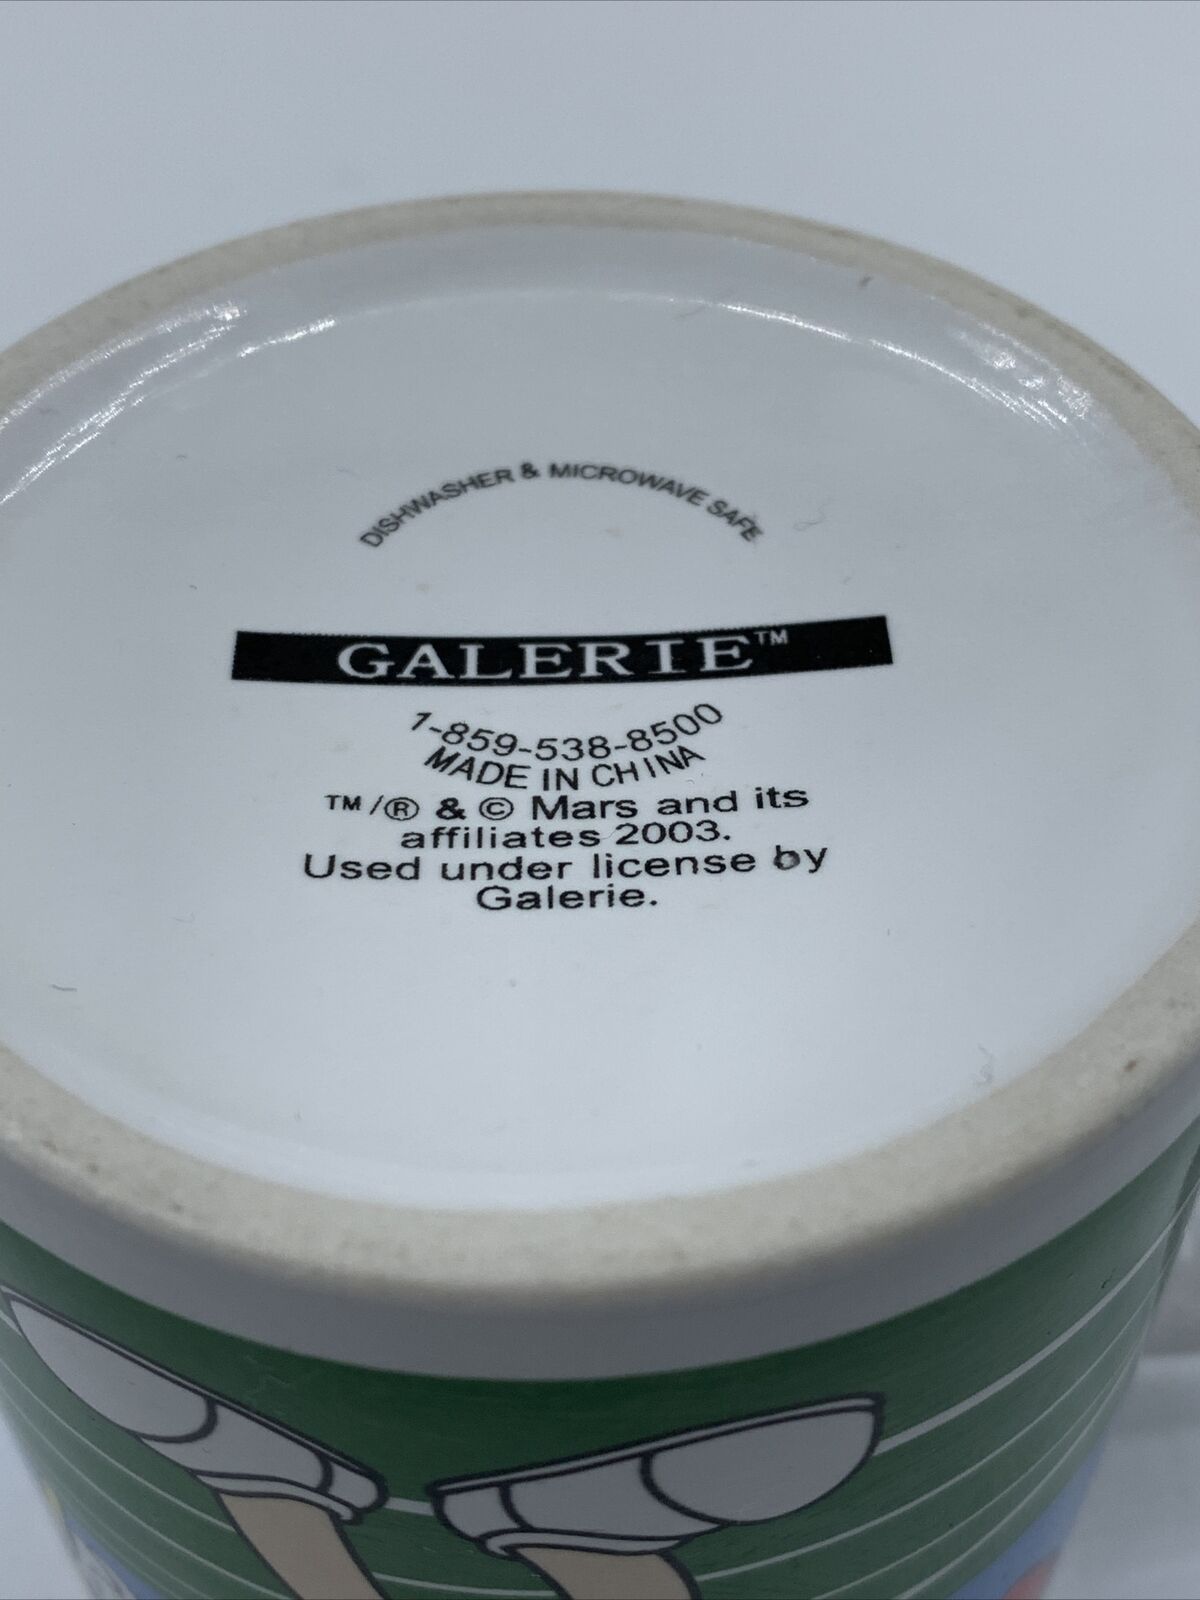 DISHWASHER & MICROWAVE SAFE
GALERIE™
1-859-538-8500
MADE IN CHINA
™/® & © Mars and its
affiliates 2003.
Used under license by
Galerie.